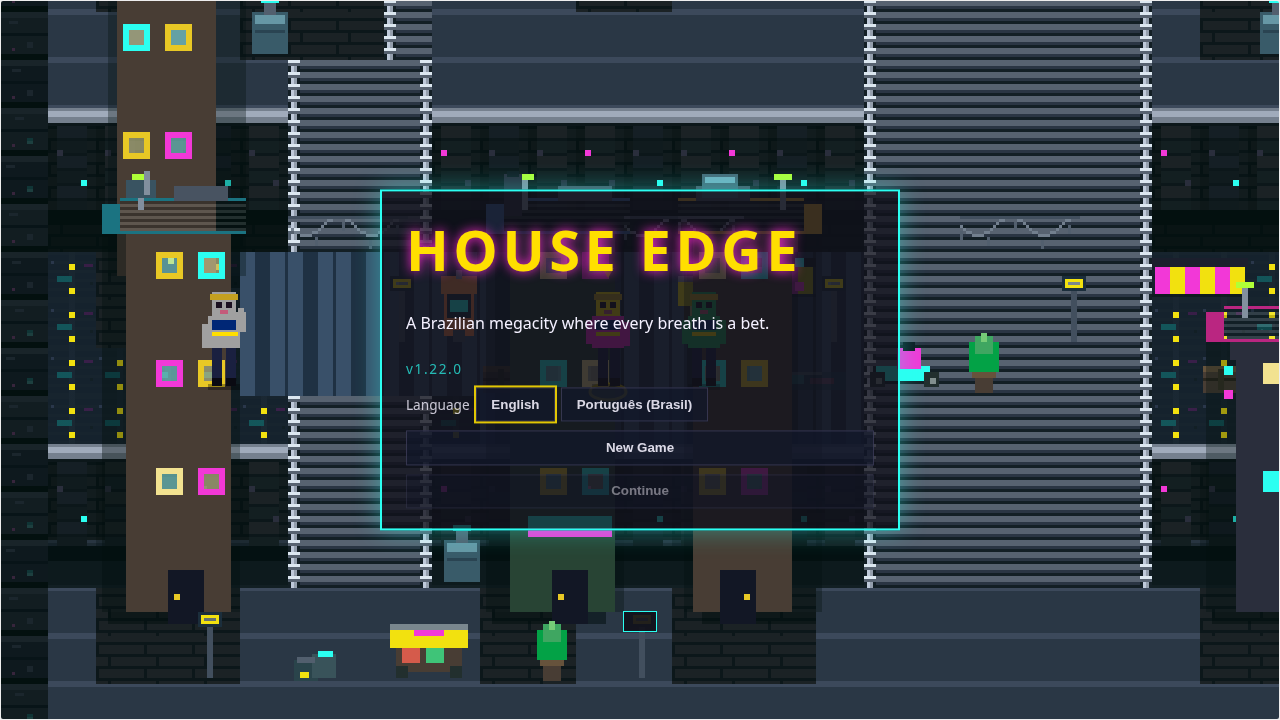 HOUSE EDGE
A Brazilian megacity where every breath is a bet.
v1.22.0
Language English Português (Brasil)
New Game
Continue